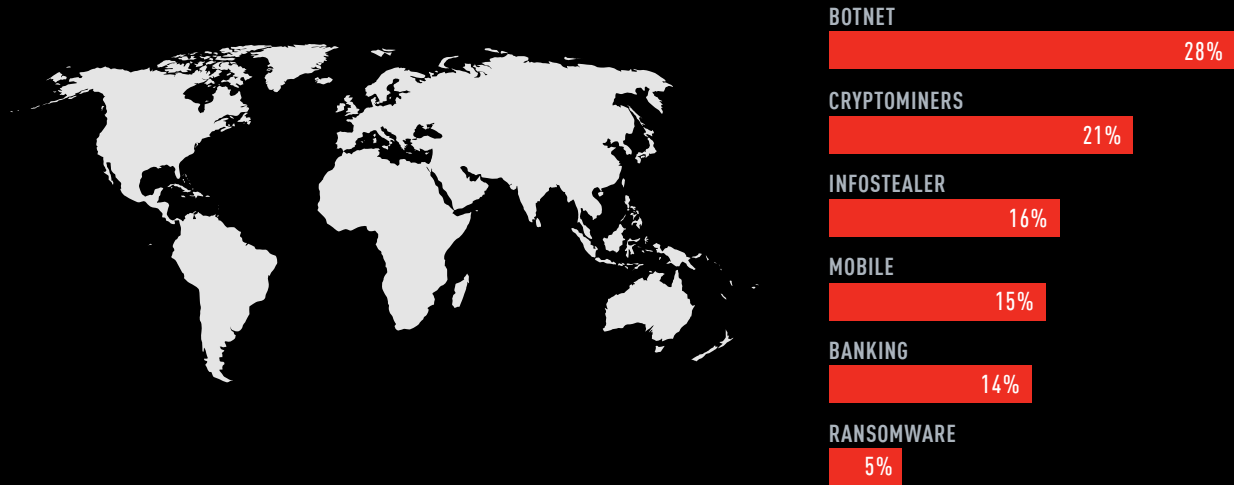 BOTNET
28%
CRYPTOMINERS
21%
INFOSTEALER
16%
MOBILE
15%
BANKING
14%
RANSOMWARE
5%